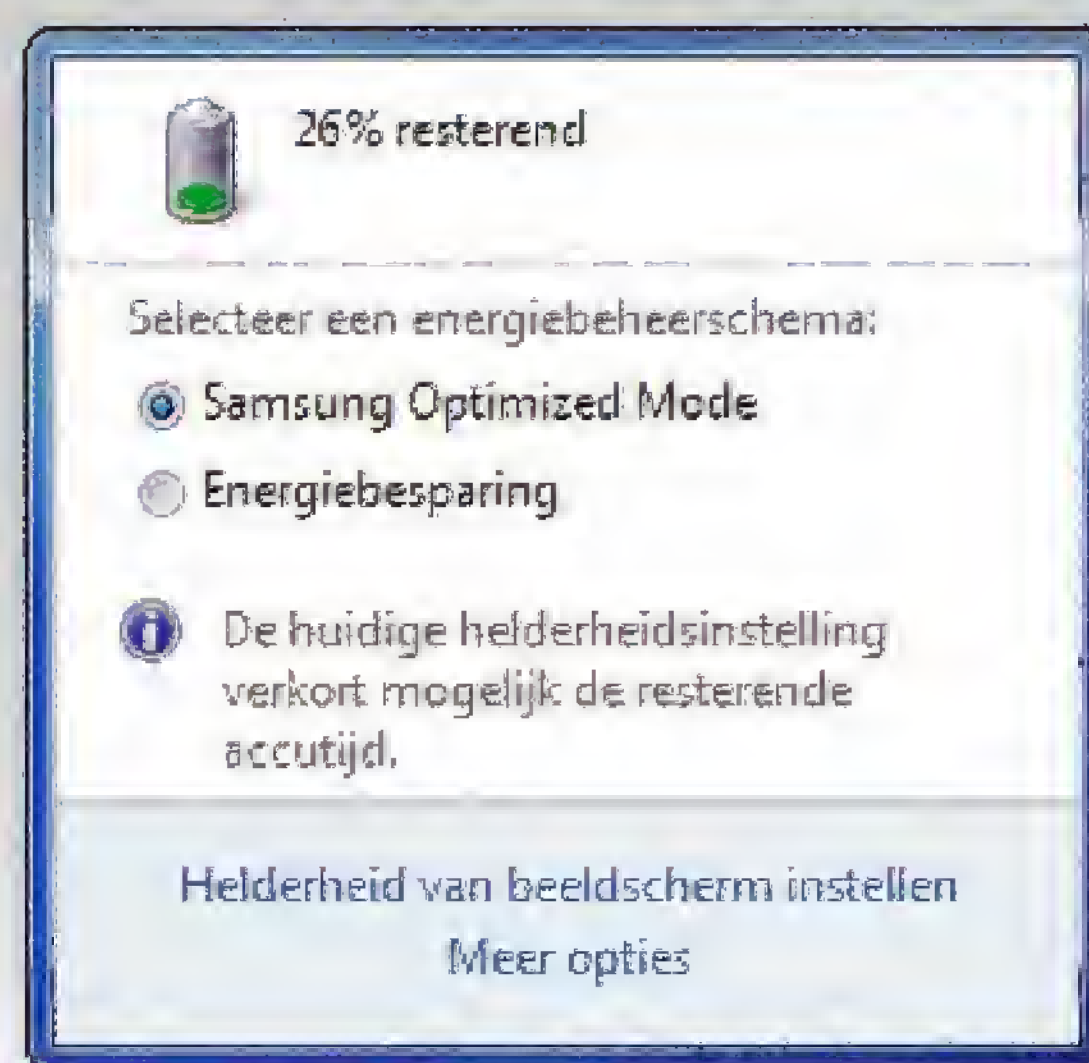 26% resterend
Selecteer een energiebeheerschema:
Samsung Optimized Mode
Energiebesparing
De huidige helderheidsinstelling
verkort mogelijk de resterende
accutijd.
Helderheid van beeldscherm instellen
Meer opties